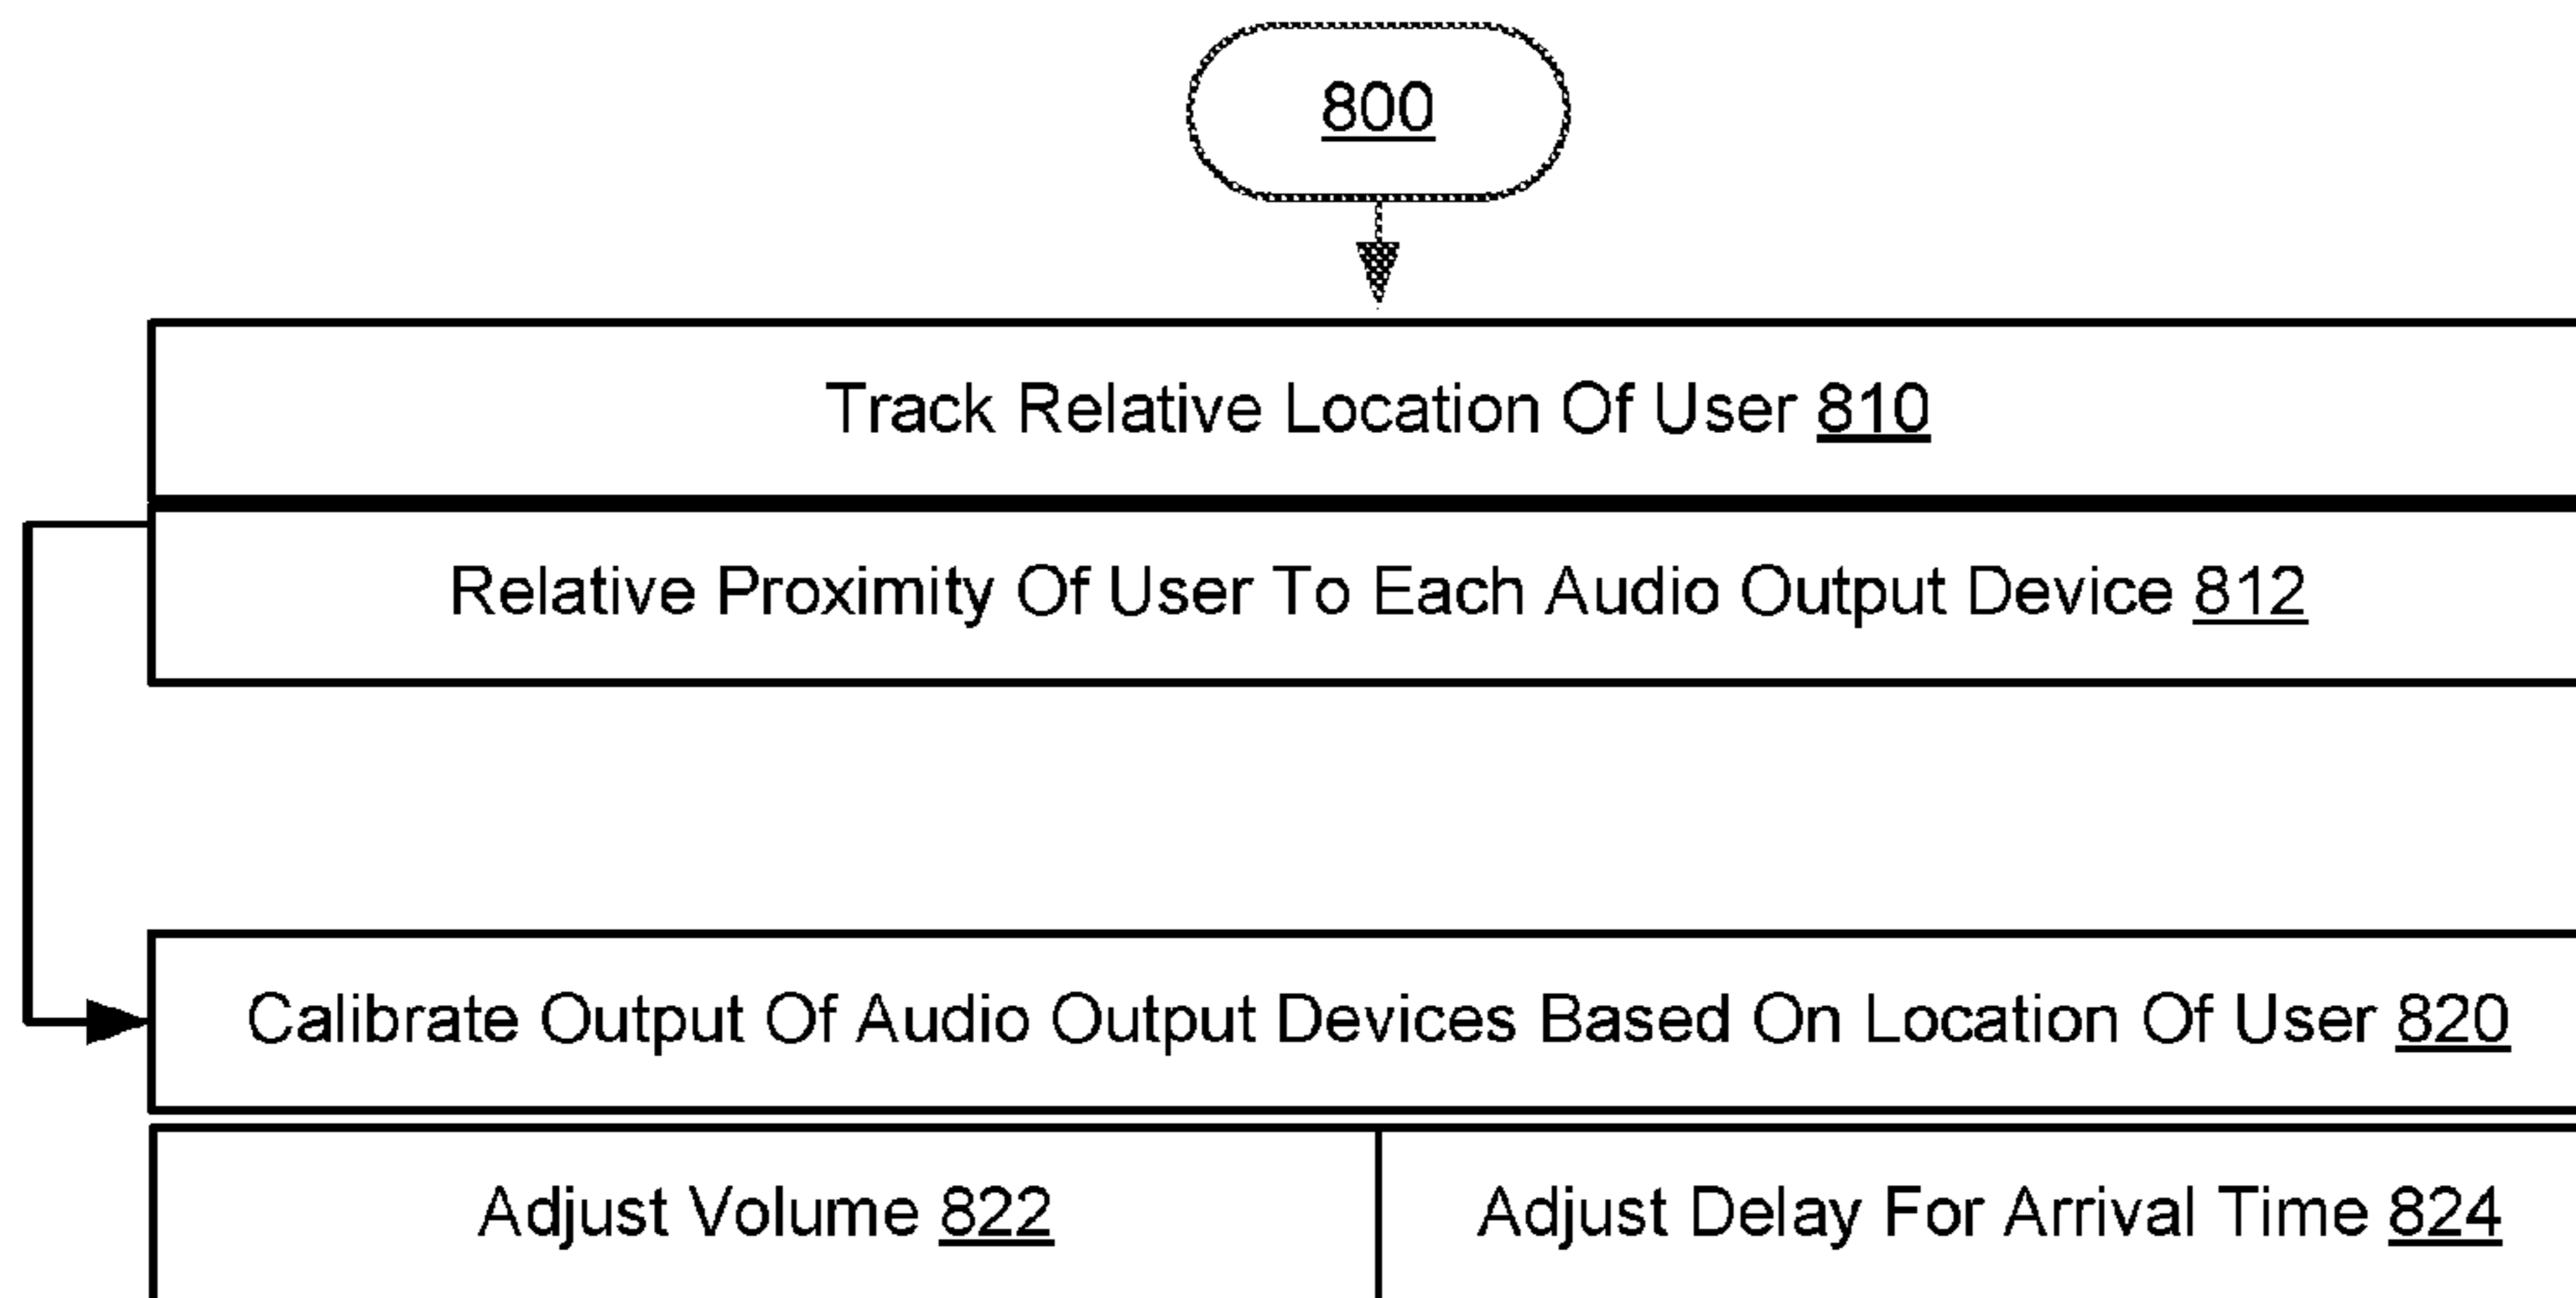 800
Track Relative Location Of User 810
Relative Proximity Of User To Each Audio Output Device 812
Calibrate Output Of Audio Output Devices Based On Location Of User 820
Adjust Volume 822
Adjust Delay For Arrival Time 824